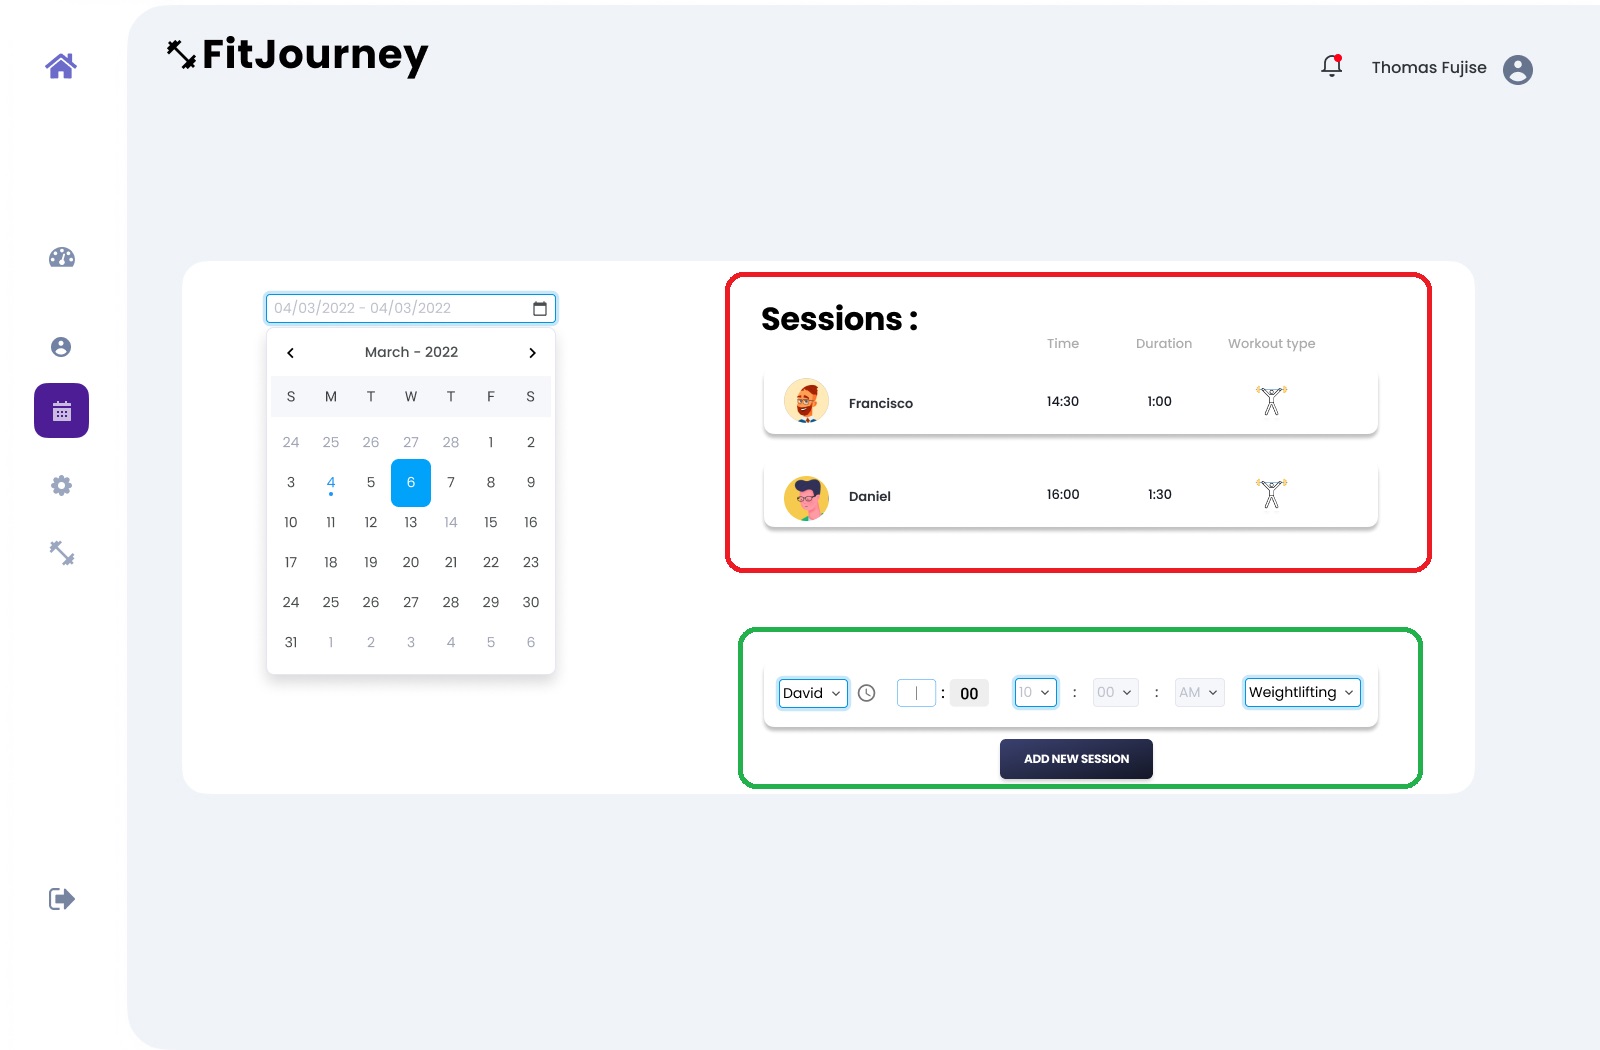 FitJourney
Thomas Fujise
04/03/2022 - 04/03/2022
March - 2022
S M T W T F S
24 25 26 27 28 1 2
3 4 5 6 7 8 9
10 11 12 13 14 15 16
17 18 19 20 21 22 23
24 25 26 27 28 29 30
31 1 2 3 4 5 6
Sessions :
Time Duration Workout type
Francisco 14:30 1:00
Daniel 16:00 1:30
David : 00 10 : 00 : AM Weightlifting
ADD NEW SESSION